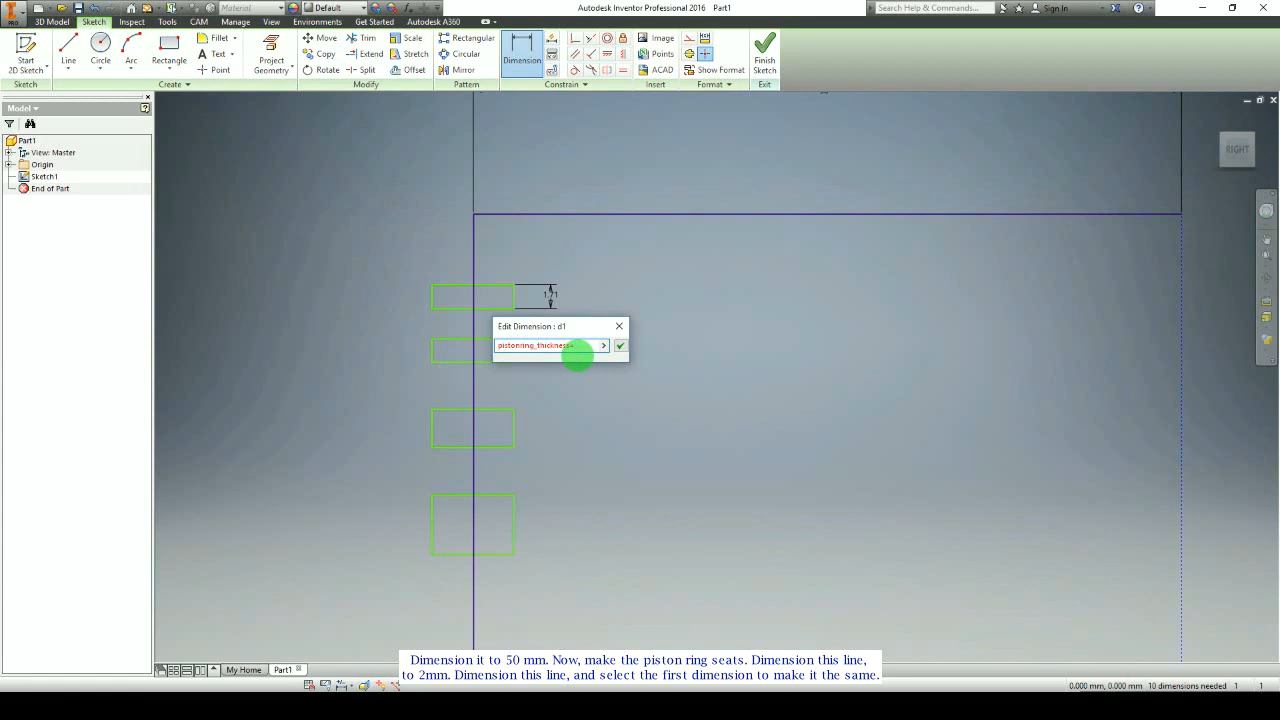 Material
Default
Autodesk Inventor Professional 2016 Part1
Search Help & Commands...
Sign In
PRO
3D Model Sketch Inspect Tools CAM Manage View Environments Get Started Autodesk A360
Start
2D Sketch
Line
Circle
Arc
Rectangle
Fillet
Text
Point
Project
Geometry
Move
Copy
Rotate
Trim
Extend
Split
Scale
Stretch
Offset
Rectangular
Circular
Mirror
Dimension
Image
Points
ACAD
Show Format
Finish
Sketch
Sketch Create Modify Pattern Constrain Insert Format Exit
Model
Part1
View: Master
Origin
Sketch1
End of Part
RIGHT
1.71
Edit Dimension : d1
pistonring_thickness=
Dimension it to 50 mm. Now, make the piston ring seats. Dimension this line,
to 2mm. Dimension this line, and select the first dimension to make it the same.
My Home Part1
0.000 mm, 0.000 mm 10 dimensions needed 1 1